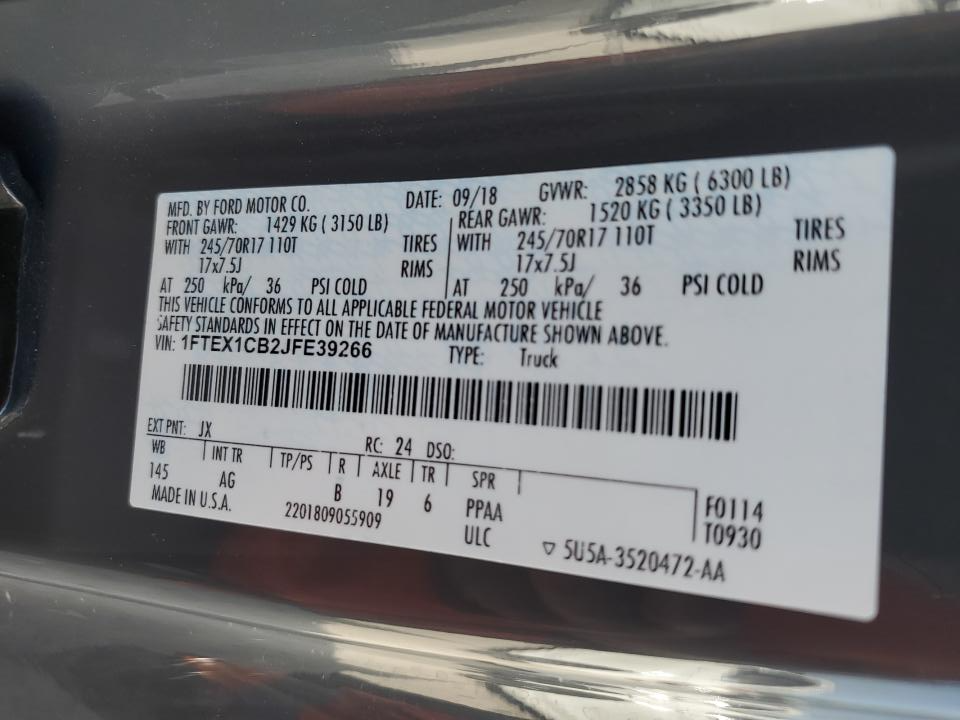 MFD. BY FORD MOTOR CO. DATE: 09/18 GVWR: 2858 KG ( 6300 LB)
FRONT GAWR: 1429 KG ( 3150 LB) REAR GAWR: 1520 KG ( 3350 LB)
WITH 245/70R17 110T TIRES WITH 245/70R17 110T TIRES
17x7.5J RIMS 17x7.5J RIMS
AT 250 kPa/ 36 PSI COLD AT 250 kPa/ 36 PSI COLD
THIS VEHICLE CONFORMS TO ALL APPLICABLE FEDERAL MOTOR VEHICLE
SAFETY STANDARDS IN EFFECT ON THE DATE OF MANUFACTURE SHOWN ABOVE.
VIN: 1FTEX1CB2JFE39266 TYPE: Truck
EXT PNT: JX RC: 24 DSO:
WB INT TR TP/PS R AXLE TR SPR
145 AG B 19 6 PPAA F0114
MADE IN U.S.A. 2201809055909 ULC T0930
▽ 5U5A-3520472-AA